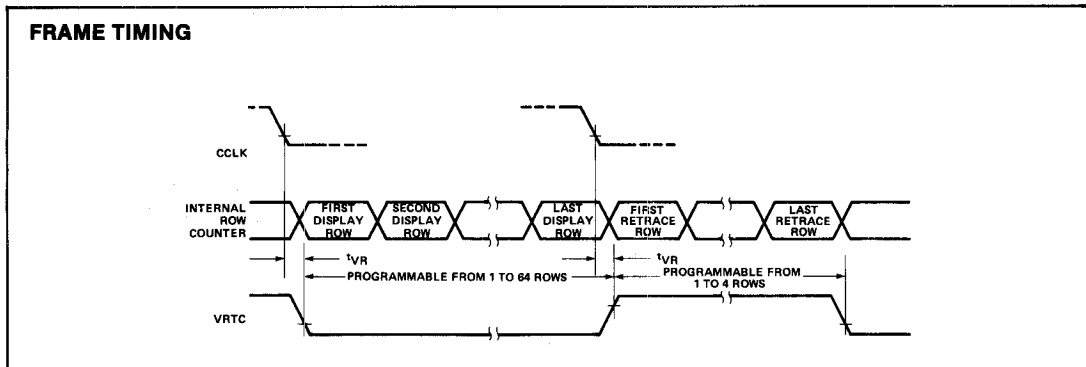 FRAME TIMING
CCLK
INTERNAL
ROW
COUNTER
FIRST
DISPLAY
ROW
SECOND
DISPLAY
ROW
LAST
DISPLAY
ROW
FIRST
RETRACE
ROW
LAST
RETRACE
ROW
tVR
PROGRAMMABLE FROM 1 TO 64 ROWS
tVR
PROGRAMMABLE FROM
1 TO 4 ROWS
VRTC